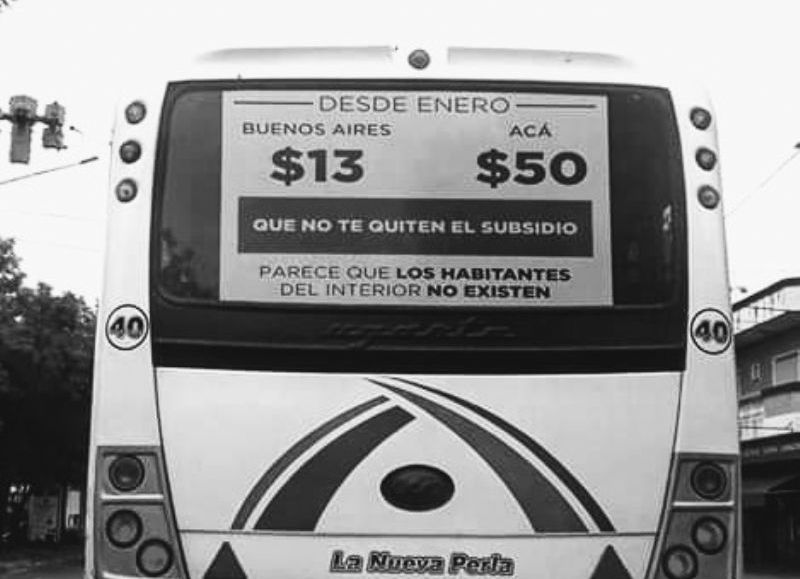 DESDE ENERO
BUENOS AIRES
$13
ACÁ
$50
QUE NO TE QUITEN EL SUBSIDIO
PARECE QUE LOS HABITANTES
DEL INTERIOR NO EXISTEN
40
40
La Nueva Perla